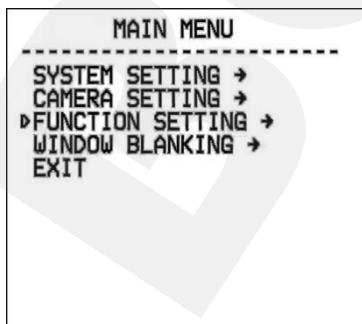 MAIN MENU
------------------------
SYSTEM SETTING →
CAMERA SETTING →
▷FUNCTION SETTING →
WINDOW BLANKING →
EXIT